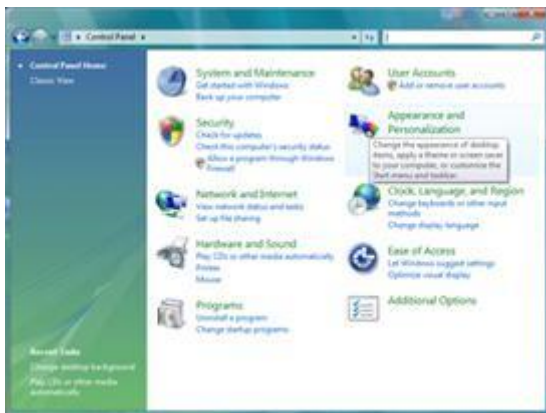 Control Panel
Control Panel Home
Classic View
System and Maintenance
Get started with Windows
Back up your computer
Security
Check for updates
Check this computer's security status
Allow a program through Windows
Firewall
Network and Internet
View network status and tasks
Set up file sharing
Hardware and Sound
Play CDs or other media automatically
Printer
Mouse
Programs
Uninstall a program
Change startup programs
User Accounts
Add or remove user accounts
Appearance and
Personalization
Change the appearance of desktop
items, apply a theme or screen saver
to your computer, or customize the
Start menu and taskbar.
Clock, Language, and Region
Change keyboards or other input
methods
Change display language
Ease of Access
Let Windows suggest settings
Optimize visual display
Additional Options
Recent Tasks
Change desktop background
Play CDs or other media
automatically